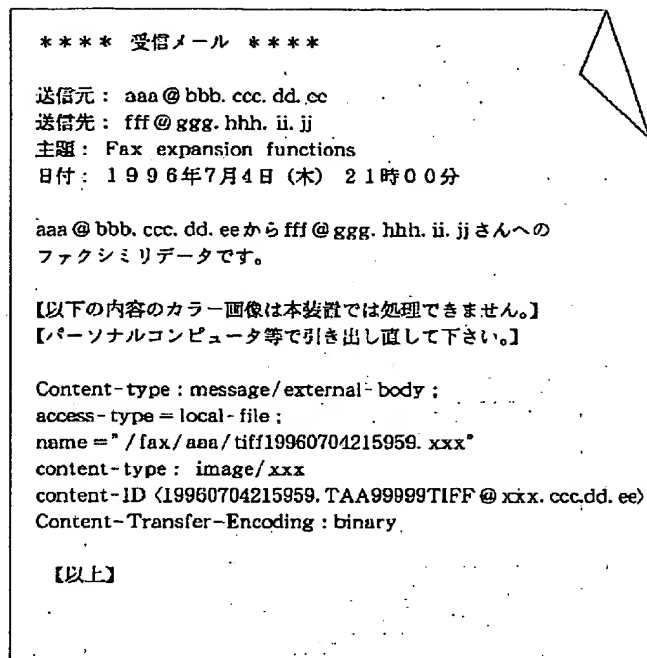 ＊＊＊＊ 受信メール ＊＊＊＊
送信元： aaa@bbb. ccc. dd. ee
送信先： fff@ggg. hhh. ii. jj
主題： Fax expansion functions
日付： １９９６年7月4日（木） ２１時００分
aaa@bbb. ccc. dd. eeからfff@ggg. hhh. ii. jjさんへの
ファクシミリデータです。
【以下の内容のカラー画像は本装置では処理できません。】
【パーソナルコンピュータ等で引き出し直して下さい。】
Content-type : message/external-body ;
access-type = local-file ;
name =" /fax/aaa/tiff19960704215959. xxx"
content-type : image/xxx
content-ID 〈19960704215959. TAA99999TIFF@xxx. ccc.dd. ee〉
Content-Transfer-Encoding : binary
【以上】